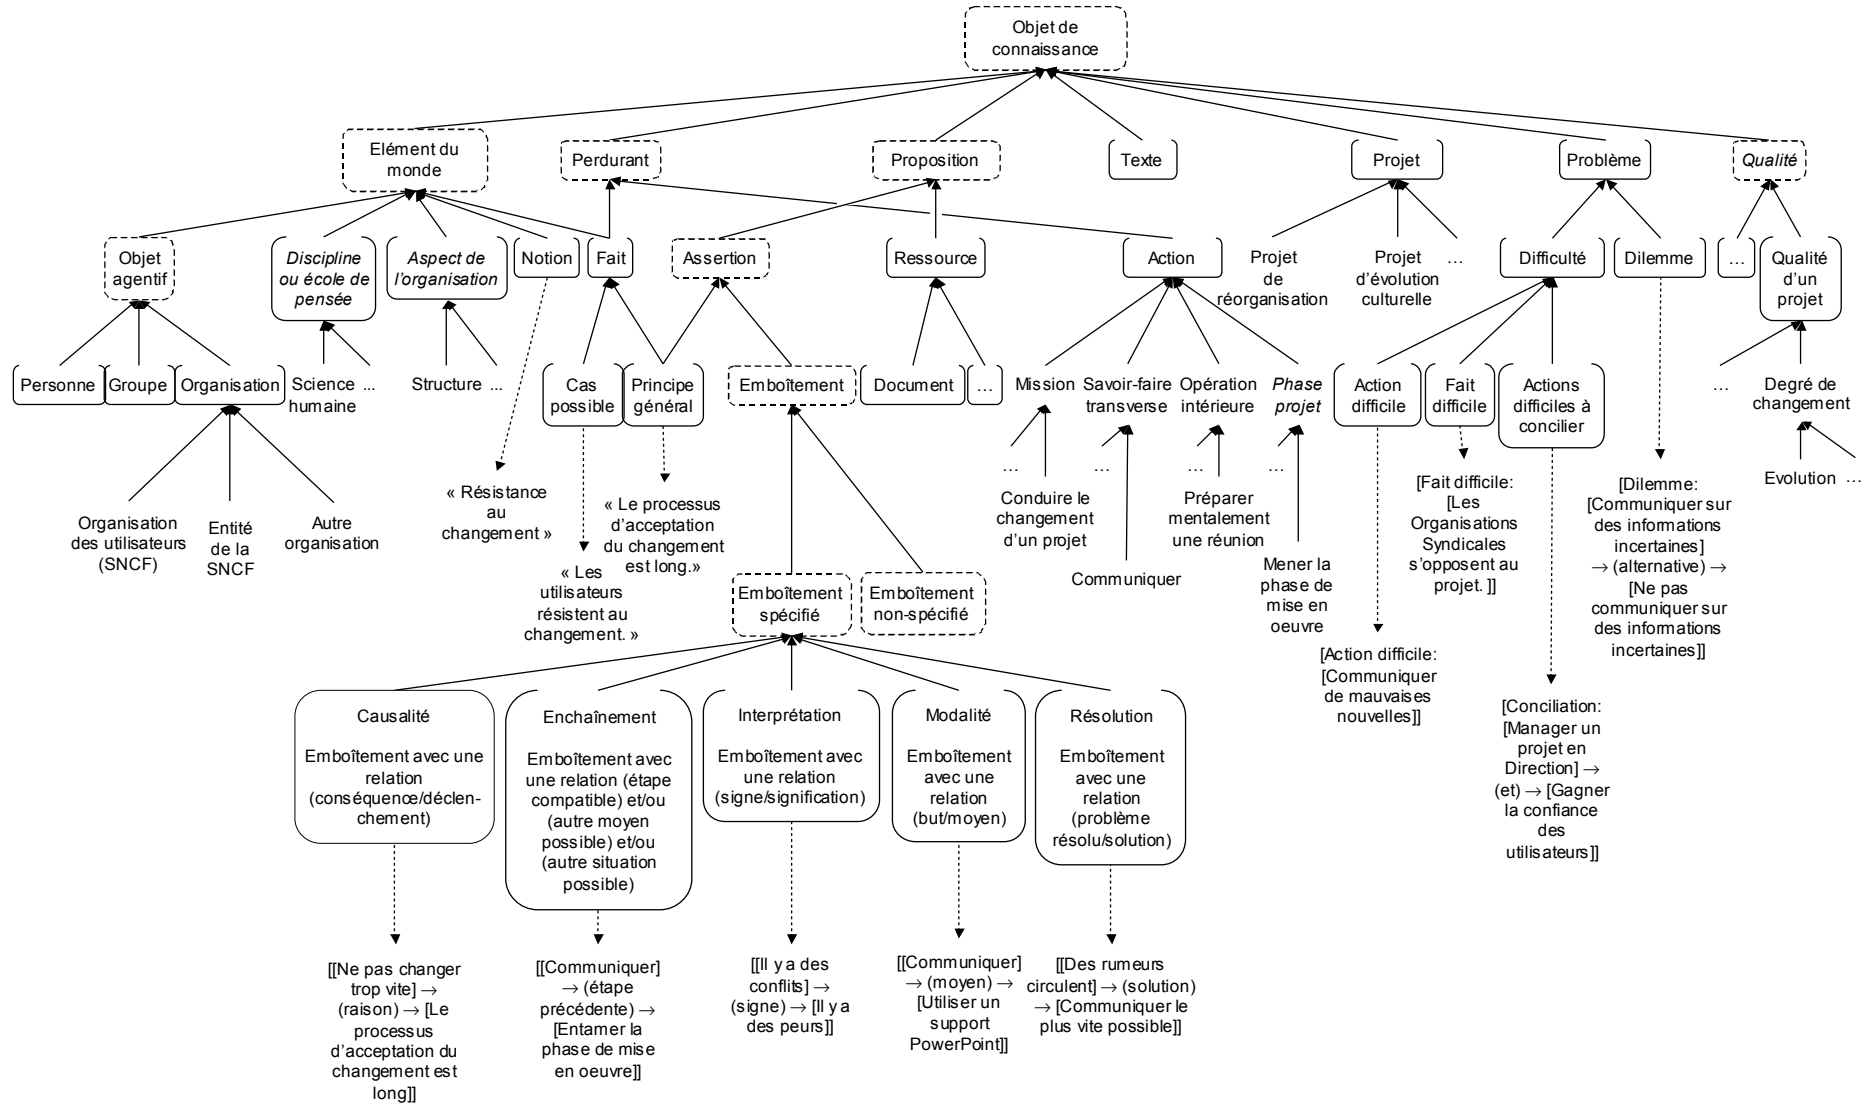 Objet de
connaissance
Elément du
monde
Perdurant
Proposition
Texte
Projet
Problème
Qualité
Objet
agentif
Discipline
ou école de
pensée
Aspect de
l'organisation
Notion
Fait
Assertion
Ressource
Action
Projet
de
réorganisation
Projet
d'évolution
culturelle
...
Difficulté
Dilemme
...
Qualité
d'un
projet
Personne
Groupe
Organisation
Science
humaine
...
Structure ...
Cas
possible
Principe
général
Emboîtement
Document
...
Mission
Savoir-faire
transverse
Opération
intérieure
Phase
projet
Action
difficile
Fait
difficile
Actions
difficiles à
concilier
...
Degré de
changement
Organisation
des utilisateurs
(SNCF)
Entité
de la
SNCF
Autre
organisation
« Résistance
au
changement »
« Le processus
d'acceptation
du changement
est long.»
« Les
utilisateurs
résistent au
changement. »
...
Conduire le
changement
d'un projet
...
Communiquer
...
Préparer
mentalement
une réunion
...
Mener la
phase de
mise en
oeuvre
[Fait difficile:
[Les
Organisations
Syndicales
s'opposent au
projet. ]]
[Dilemme:
[Communiquer sur
des informations
incertaines]
→ (alternative) →
[Ne pas
communiquer sur
des informations
incertaines]]
Evolution ...
Emboîtement
spécifié
Emboîtement
non-spécifié
[Action difficile:
[Communiquer
de mauvaises
nouvelles]]
[Conciliation:
[Manager un
projet en
Direction] →
(et) → [Gagner
la confiance
des
utilisateurs]]
Causalité
Emboîtement avec une
relation
(conséquence/déclen-
chement)
Enchaînement
Emboîtement avec
une relation (étape
compatible) et/ou
(autre moyen
possible) et/ou
(autre situation
possible)
Interprétation
Emboîtement avec
une relation
(signe/signification)
Modalité
Emboîtement
avec une
relation
(but/moyen)
Résolution
Emboîtement
avec une
relation
(problème
résolu/solution)
[[Ne pas changer
trop vite] →
(raison) → [Le
processus
d'acceptation du
changement est
long]]
[[Communiquer]
→ (étape
précédente) →
[Entamer la
phase de mise
en oeuvre]]
[[Il y a des
conflits] →
(signe) → [Il y a
des peurs]]
[[Communiquer]
→ (moyen) →
[Utiliser un
support
PowerPoint]]
[[Des rumeurs
circulent] → (solution)
→ [Communiquer le
plus vite possible]]